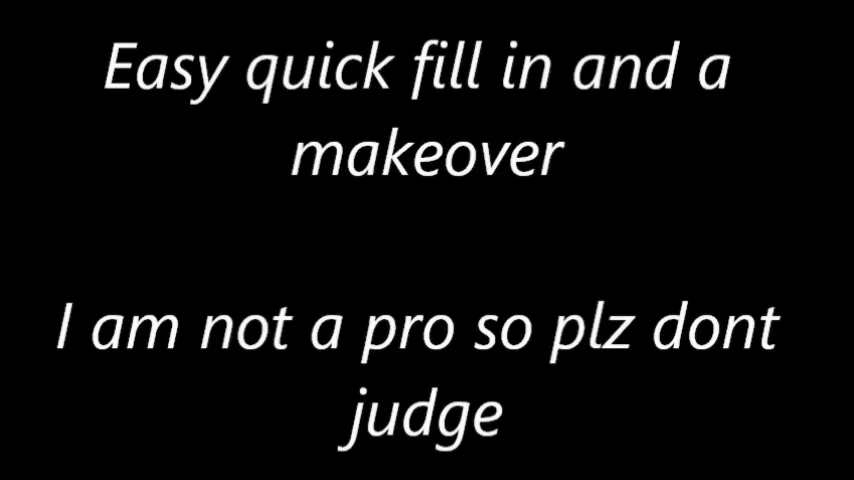 Easy quick fill in and a
makeover
I am not a pro so plz dont
judge